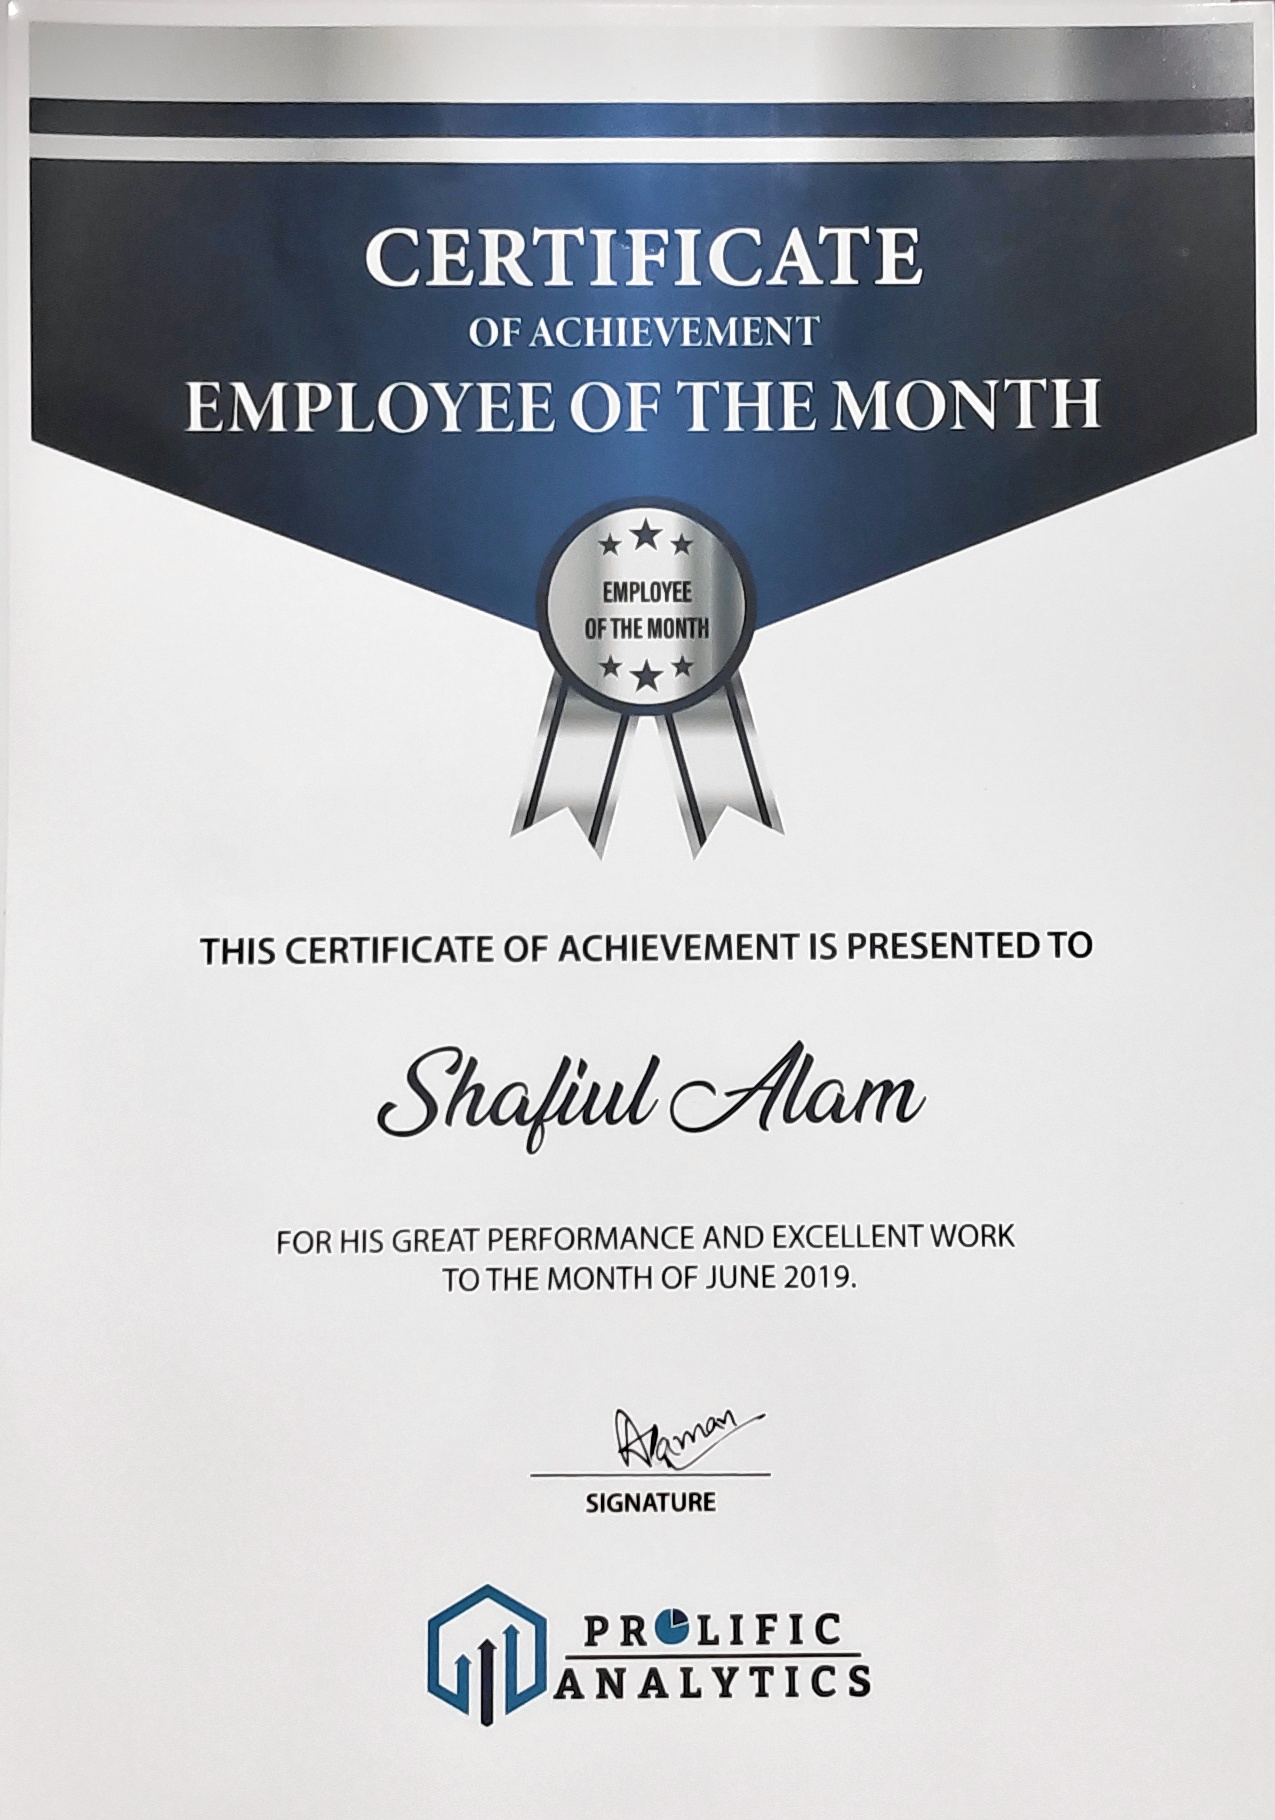 CERTIFICATE
OF ACHIEVEMENT
EMPLOYEE OF THE MONTH
EMPLOYEE
OF THE MONTH
THIS CERTIFICATE OF ACHIEVEMENT IS PRESENTED TO
Shafiul Alam
FOR HIS GREAT PERFORMANCE AND EXCELLENT WORK
TO THE MONTH OF JUNE 2019.
SIGNATURE
PROLIFIC
ANALYTICS